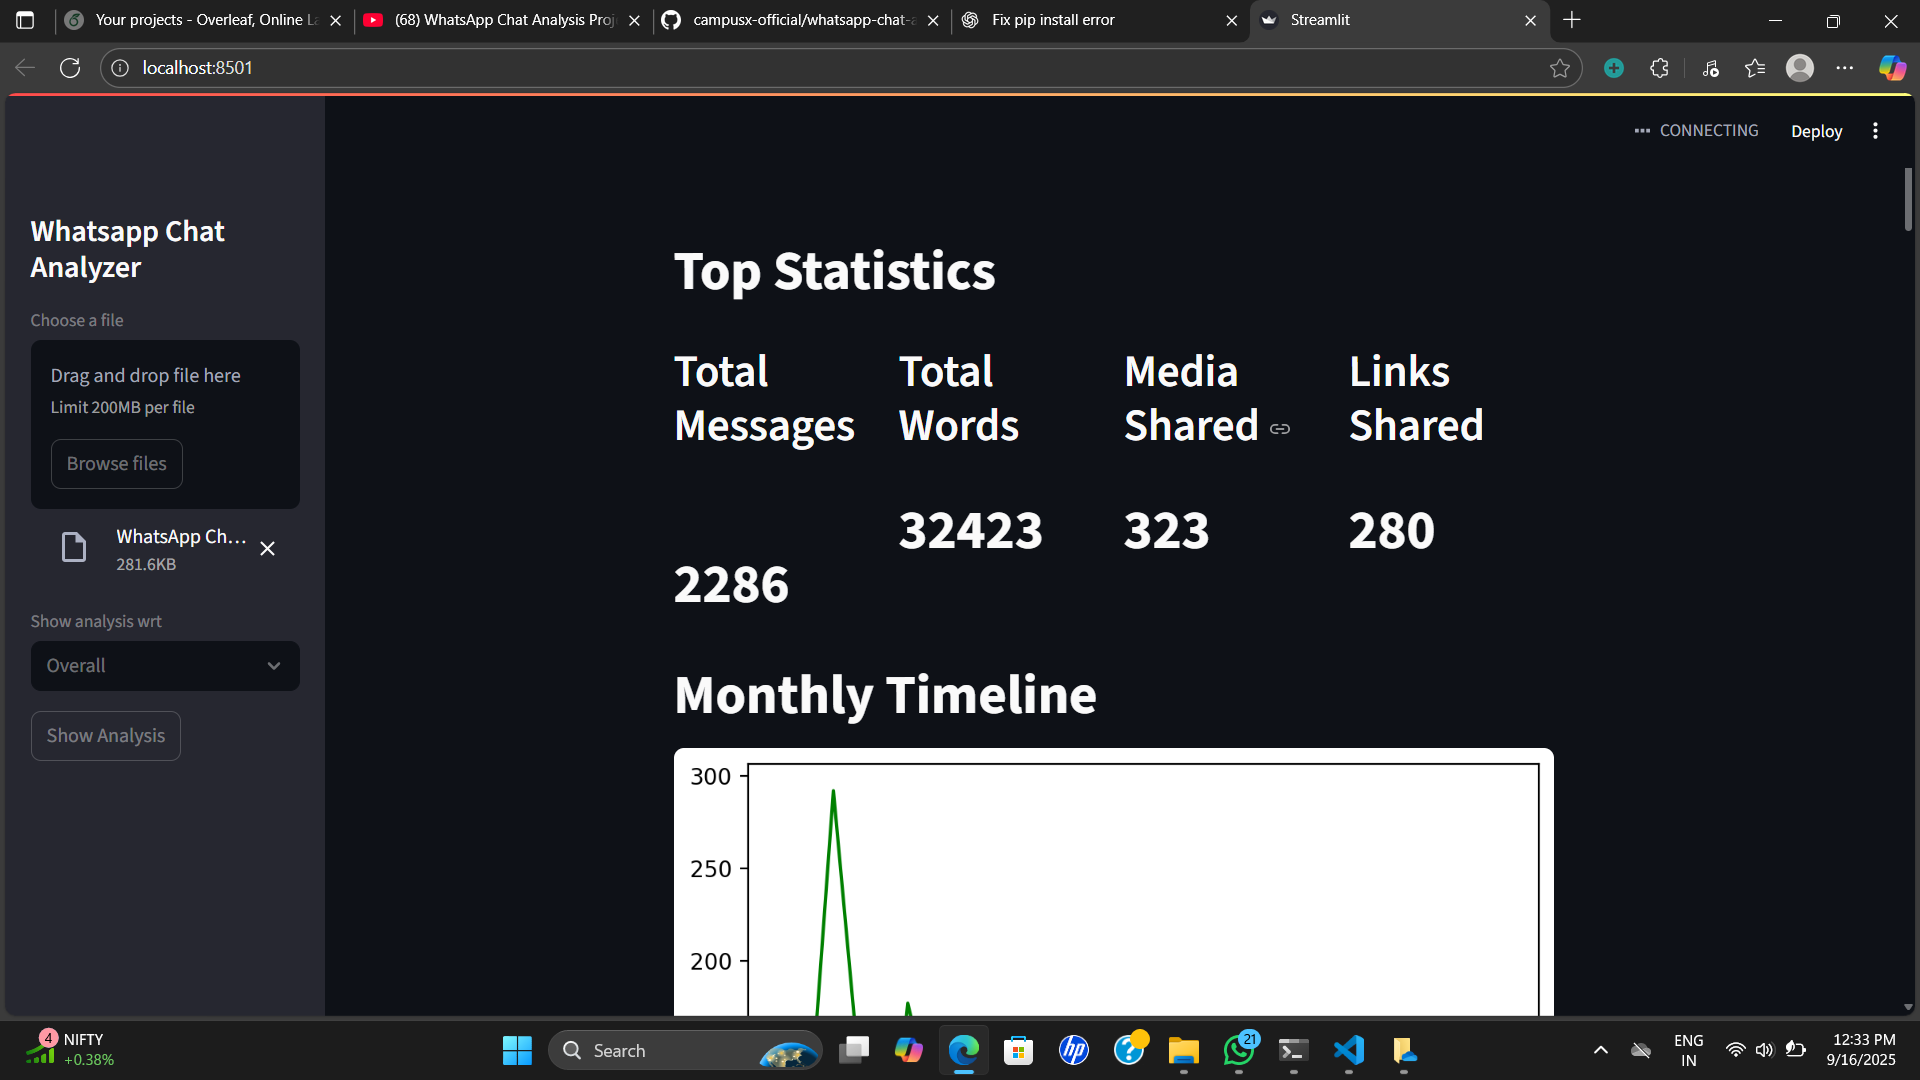 Your projects - Overleaf, Online La
(68) WhatsApp Chat Analysis Proj
campusx-official/whatsapp-chat-a
Fix pip install error
Streamlit
localhost:8501
CONNECTING
Deploy
Whatsapp Chat
Analyzer
Choose a file
Drag and drop file here
Limit 200MB per file
Browse files
WhatsApp Ch...
281.6KB
Show analysis wrt
Overall
Show Analysis
Top Statistics
Total
Messages
2286
Total
Words
32423
Media
Shared
323
Links
Shared
280
Monthly Timeline
300
250
200
4
NIFTY
+0.38%
Search
hp
?
21
ENG
IN
12:33 PM
9/16/2025